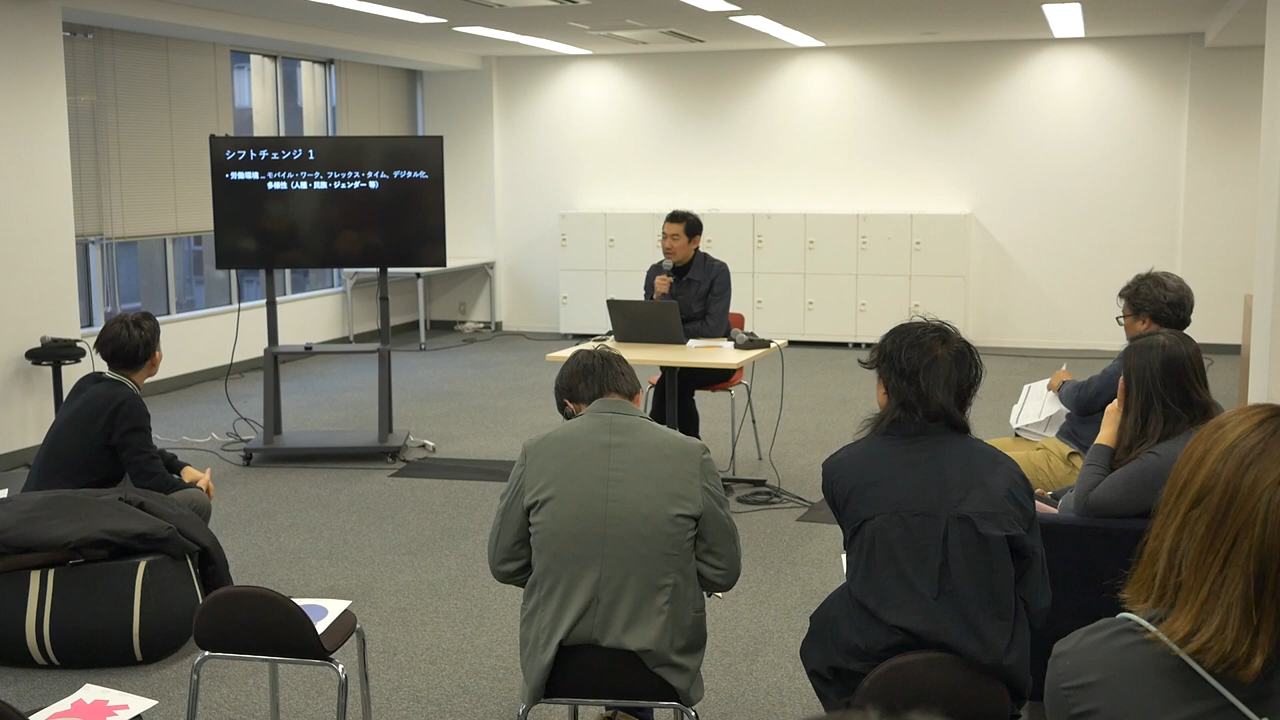 シフトチェンジ 1
• 労働環境 … モバイル・ワーク、フレックス・タイム、デジタル化、
多様性（人種・民族・ジェンダー 等）